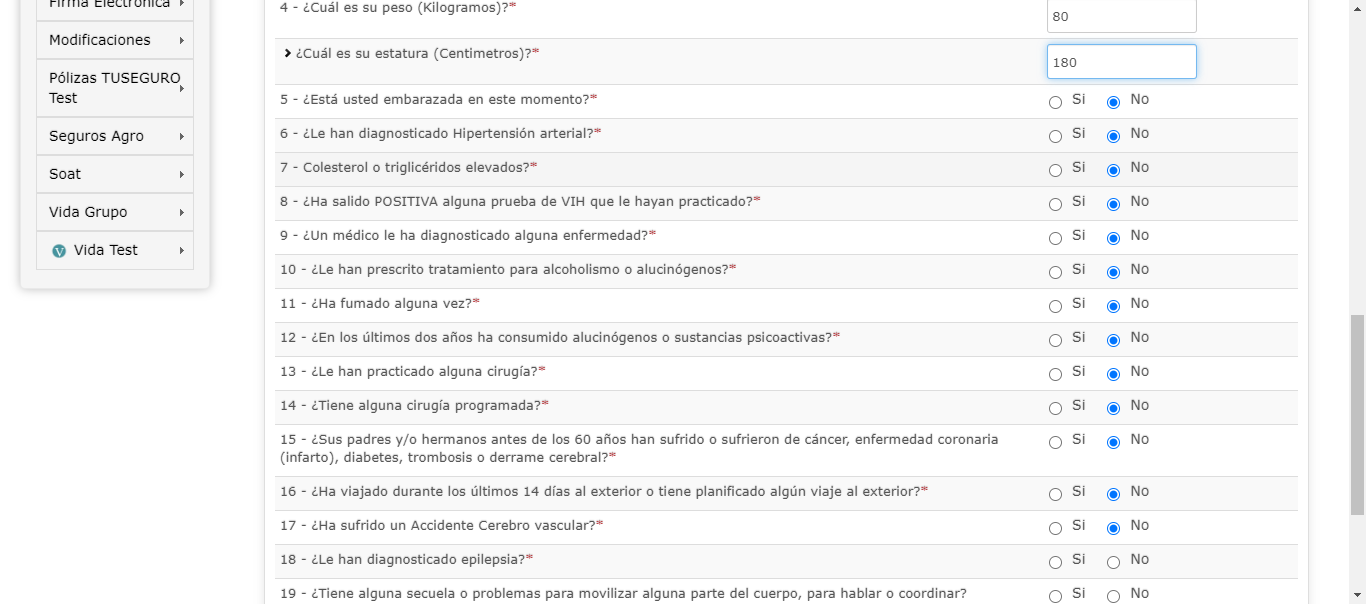 Firma Electrónica
Modificaciones
Pólizas TUSEGURO
Test
Seguros Agro
Soat
Vida Grupo
Vida Test
4 - ¿Cuál es su peso (Kilogramos)?*
80
¿Cuál es su estatura (Centimetros)?*
180
5 - ¿Está usted embarazada en este momento?* Si No
6 - ¿Le han diagnosticado Hipertensión arterial?* Si No
7 - Colesterol o triglicéridos elevados?* Si No
8 - ¿Ha salido POSITIVA alguna prueba de VIH que le hayan practicado?* Si No
9 - ¿Un médico le ha diagnosticado alguna enfermedad?* Si No
10 - ¿Le han prescrito tratamiento para alcoholismo o alucinógenos?* Si No
11 - ¿Ha fumado alguna vez?* Si No
12 - ¿En los últimos dos años ha consumido alucinógenos o sustancias psicoactivas?* Si No
13 - ¿Le han practicado alguna cirugía?* Si No
14 - ¿Tiene alguna cirugía programada?* Si No
15 - ¿Sus padres y/o hermanos antes de los 60 años han sufrido o sufrieron de cáncer, enfermedad coronaria Si No
(infarto), diabetes, trombosis o derrame cerebral?*
16 - ¿Ha viajado durante los últimos 14 días al exterior o tiene planificado algún viaje al exterior?* Si No
17 - ¿Ha sufrido un Accidente Cerebro vascular?* Si No
18 - ¿Le han diagnosticado epilepsia?* Si No
19 - ¿Tiene alguna secuela o problemas para movilizar alguna parte del cuerpo, para hablar o coordinar? Si No